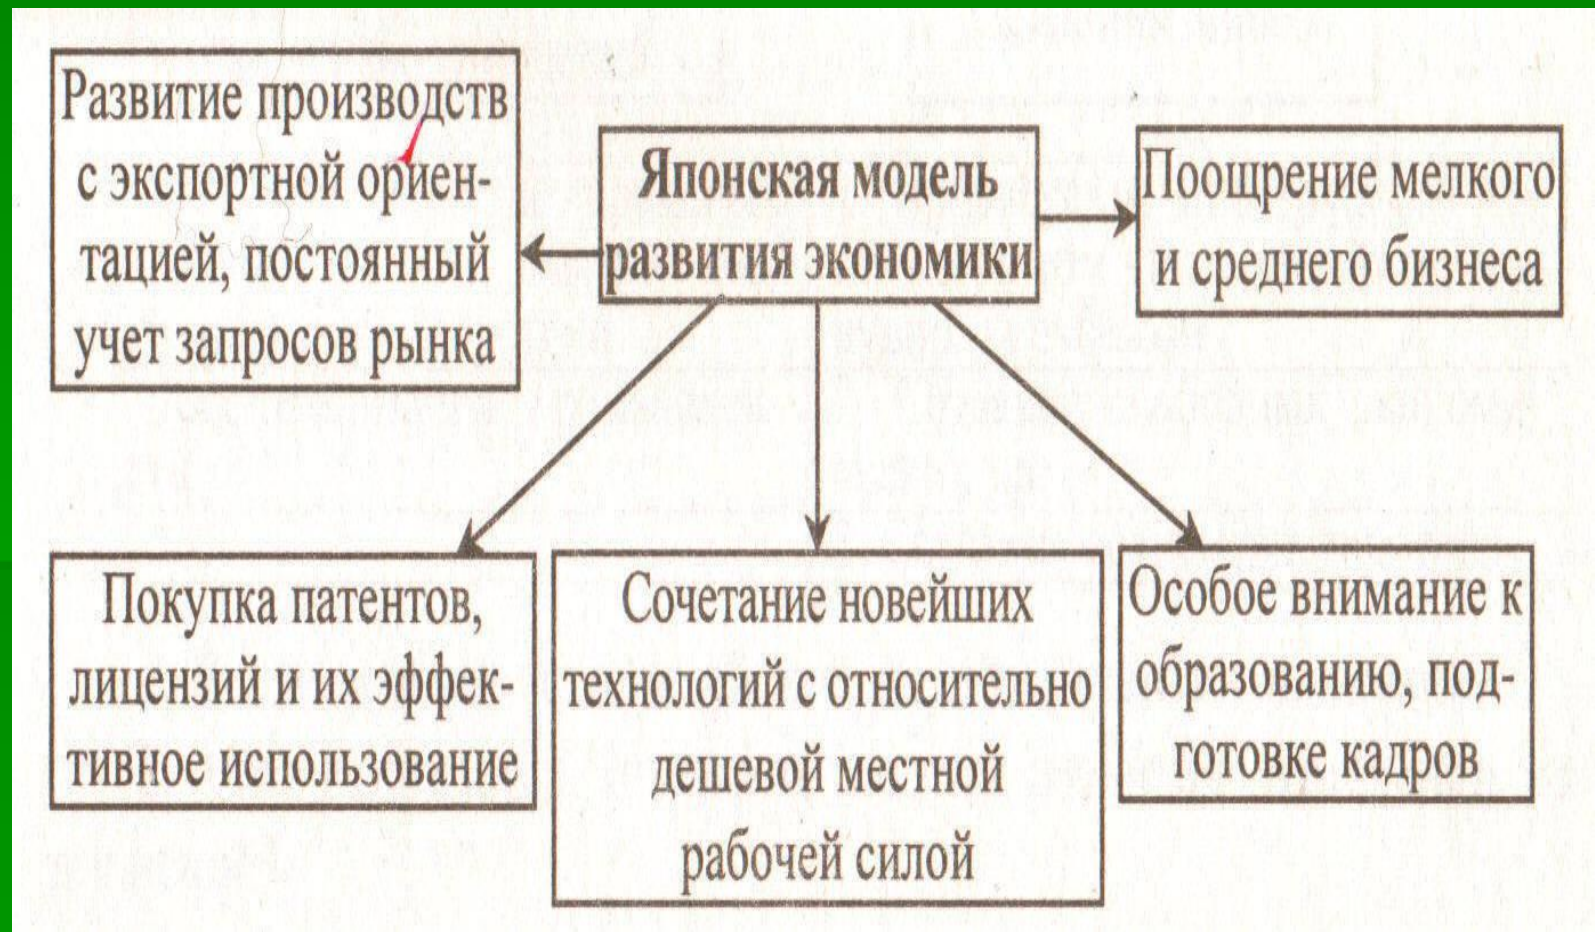 Развитие производств
с экспортной ориен-
тацией, постоянный
учет запросов рынка
Японская модель
развития экономики
Поощрение мелкого
и среднего бизнеса
Покупка патентов,
лицензий и их эффек-
тивное использование
Сочетание новейших
технологий с относительно
дешевой местной
рабочей силой
Особое внимание к
образованию, под-
готовке кадров